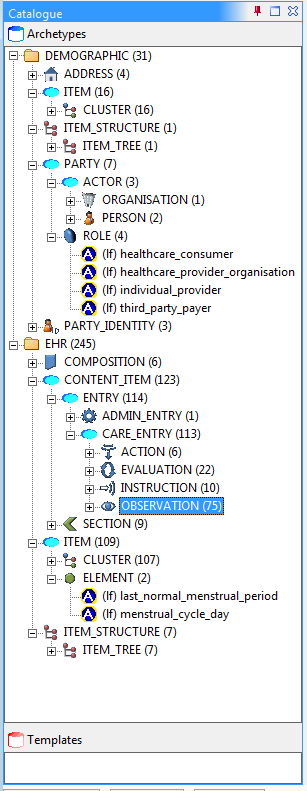 Catalogue
Archetypes
DEMOGRAPHIC (31)
ADDRESS (4)
ITEM (16)
CLUSTER (16)
ITEM_STRUCTURE (1)
ITEM_TREE (1)
PARTY (7)
ACTOR (3)
ORGANISATION (1)
PERSON (2)
ROLE (4)
(lf) healthcare_consumer
(lf) healthcare_provider_organisation
(lf) individual_provider
(lf) third_party_payer
PARTY_IDENTITY (3)
EHR (245)
COMPOSITION (6)
CONTENT_ITEM (123)
ENTRY (114)
ADMIN_ENTRY (1)
CARE_ENTRY (113)
ACTION (6)
EVALUATION (22)
INSTRUCTION (10)
OBSERVATION (75)
SECTION (9)
ITEM (109)
CLUSTER (107)
ELEMENT (2)
(lf) last_normal_menstrual_period
(lf) menstrual_cycle_day
ITEM_STRUCTURE (7)
ITEM_TREE (7)
Templates